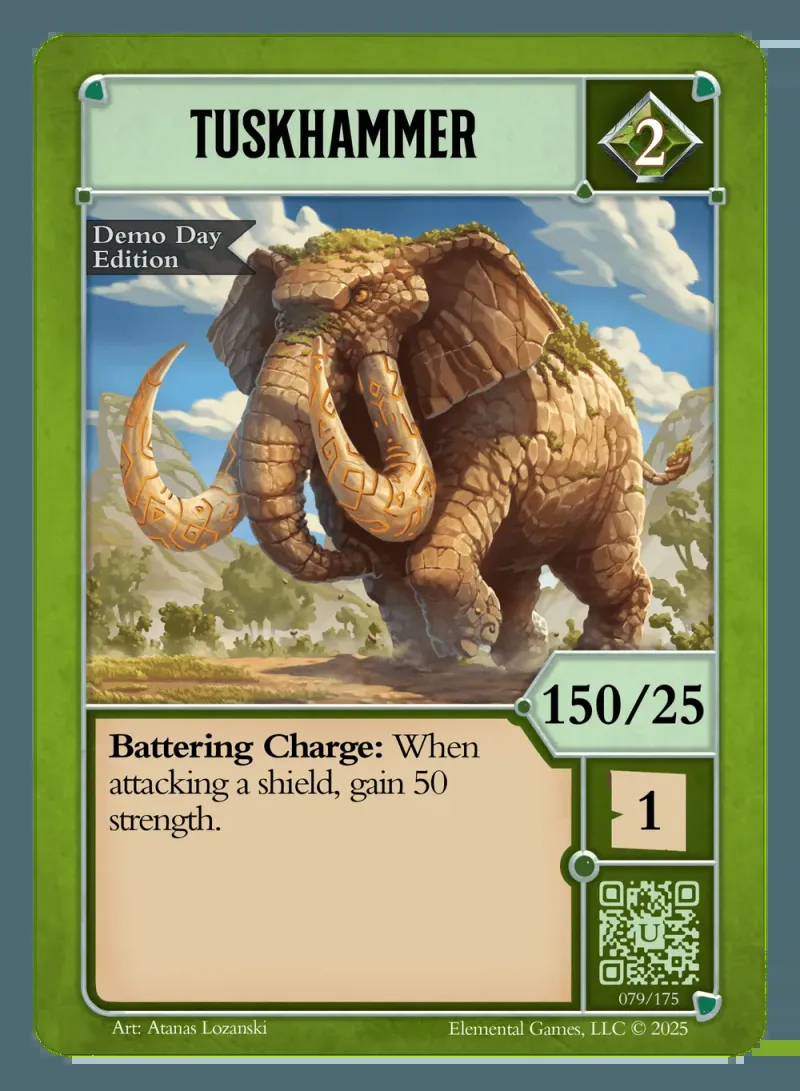 TUSKHAMMER
2
Demo Day
Edition
150/25
Battering Charge: When
attacking a shield, gain 50
strength.
1
U
079/175
Art: Atanas Lozanski
Elemental Games, LLC © 2025